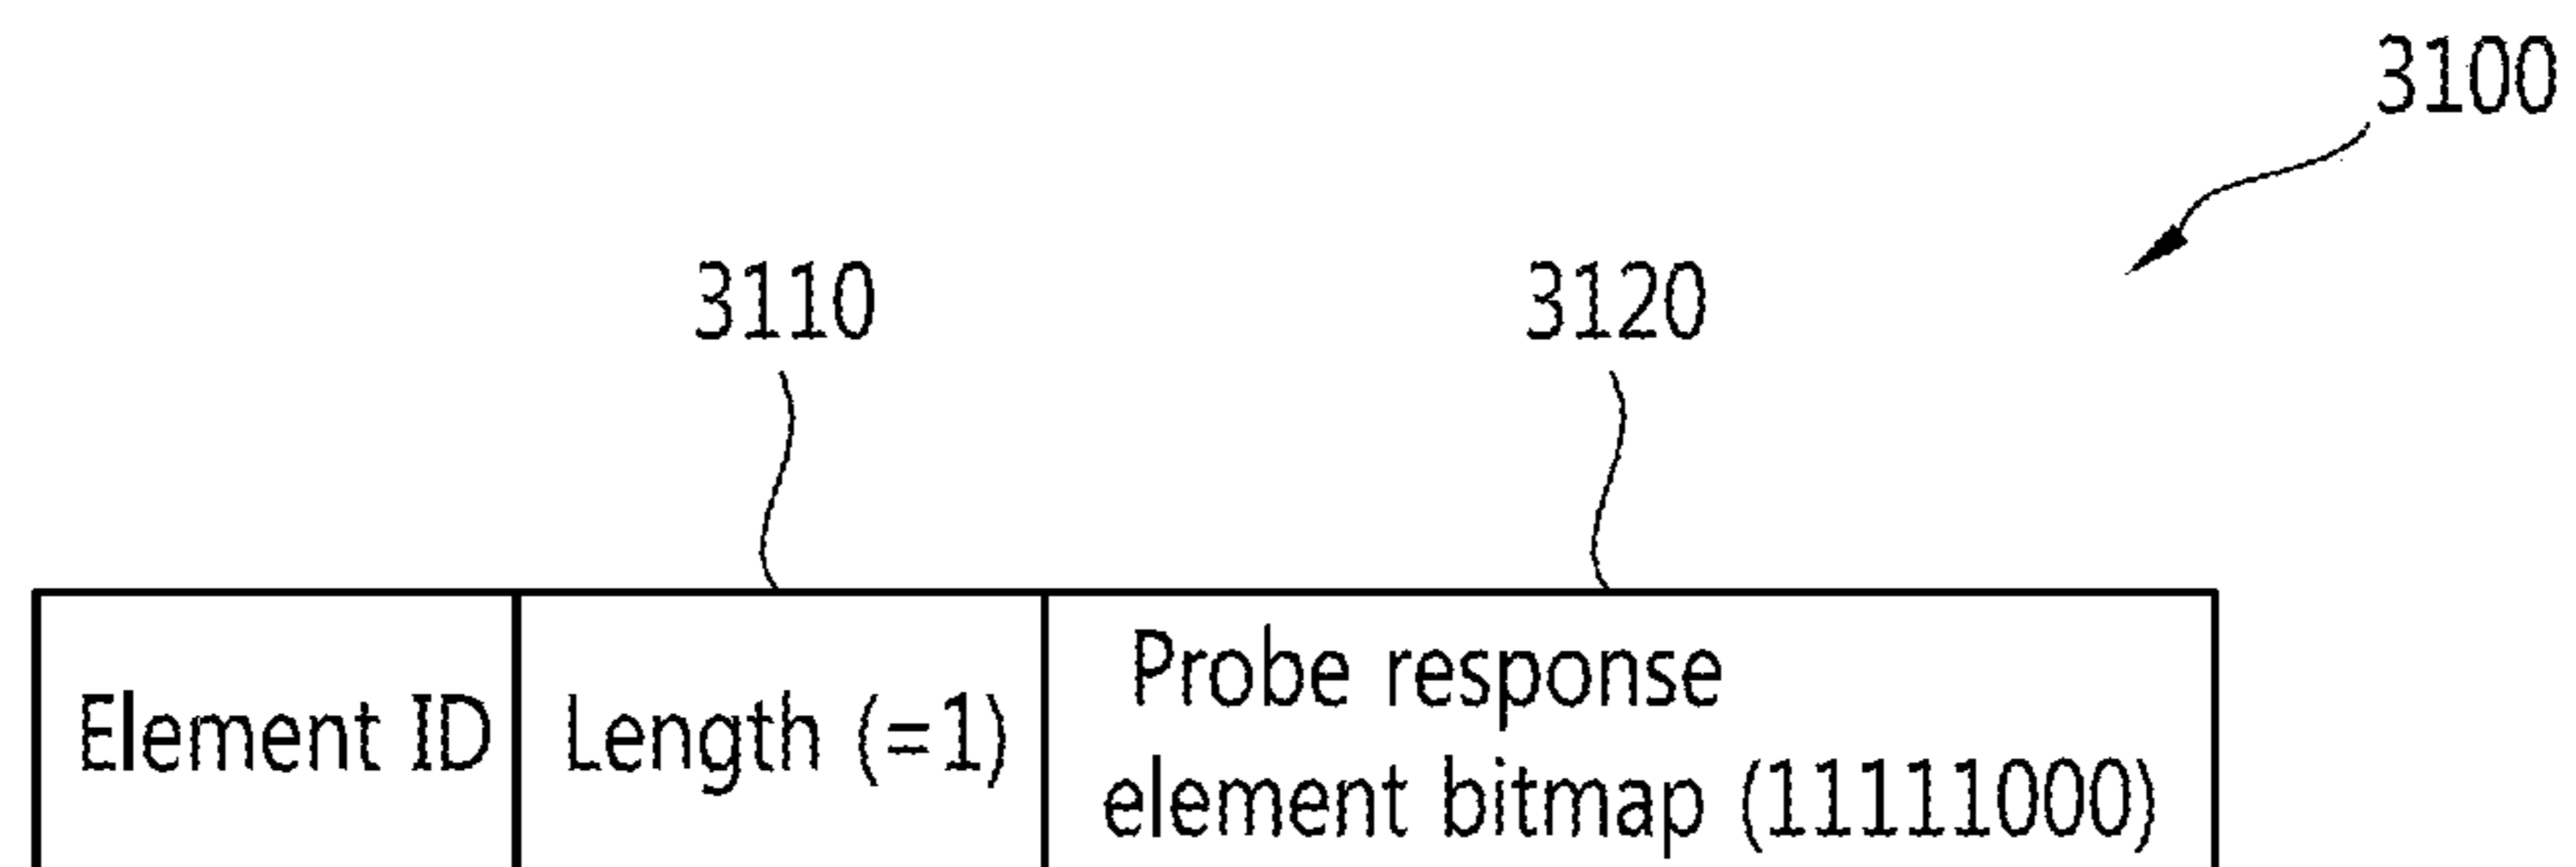 3100
3110
3120
Element ID
Length (=1)
Probe response
element bitmap (11111000)